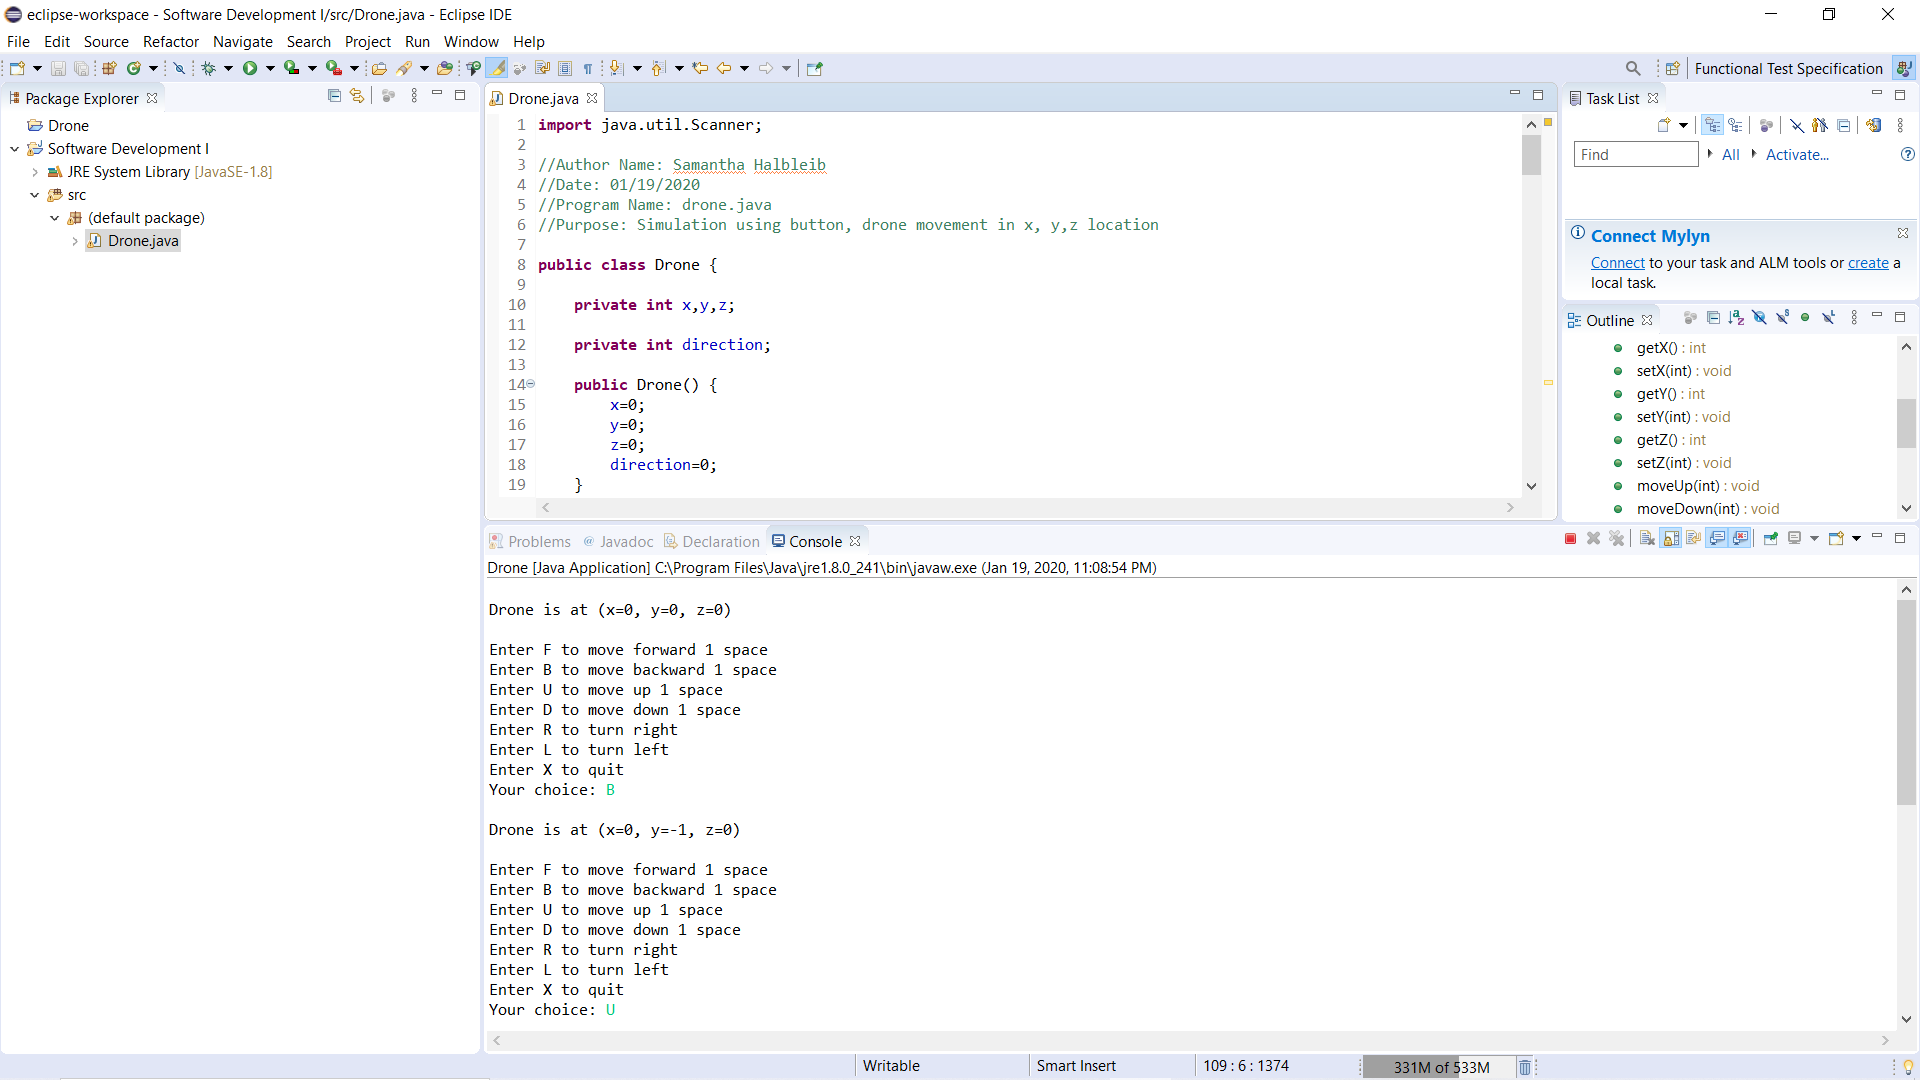 eclipse-workspace - Software Development I/src/Drone.java - Eclipse IDE
File Edit Source Refactor Navigate Search Project Run Window Help
Functional Test Specification
Package Explorer
Drone
Software Development I
JRE System Library [JavaSE-1.8]
src
(default package)
Drone.java
Drone.java
1 import java.util.Scanner;
2
3 //Author Name: Samantha Halbleib
4 //Date: 01/19/2020
5 //Program Name: drone.java
6 //Purpose: Simulation using button, drone movement in x, y,z location
7
8 public class Drone {
9
10 private int x,y,z;
11
12 private int direction;
13
14 public Drone() {
15 x=0;
16 y=0;
17 z=0;
18 direction=0;
19 }
Task List
Find All Activate...
Connect Mylyn
Connect to your task and ALM tools or create a
local task.
Outline
getX() : int
setX(int) : void
getY() : int
setY(int) : void
getZ() : int
setZ(int) : void
moveUp(int) : void
moveDown(int) : void
Problems Javadoc Declaration Console
Drone [Java Application] C:\Program Files\Java\jre1.8.0_241\bin\javaw.exe (Jan 19, 2020, 11:08:54 PM)
Drone is at (x=0, y=0, z=0)
Enter F to move forward 1 space
Enter B to move backward 1 space
Enter U to move up 1 space
Enter D to move down 1 space
Enter R to turn right
Enter L to turn left
Enter X to quit
Your choice: B
Drone is at (x=0, y=-1, z=0)
Enter F to move forward 1 space
Enter B to move backward 1 space
Enter U to move up 1 space
Enter D to move down 1 space
Enter R to turn right
Enter L to turn left
Enter X to quit
Your choice: U
Writable Smart Insert 109 : 6 : 1374 331M of 533M